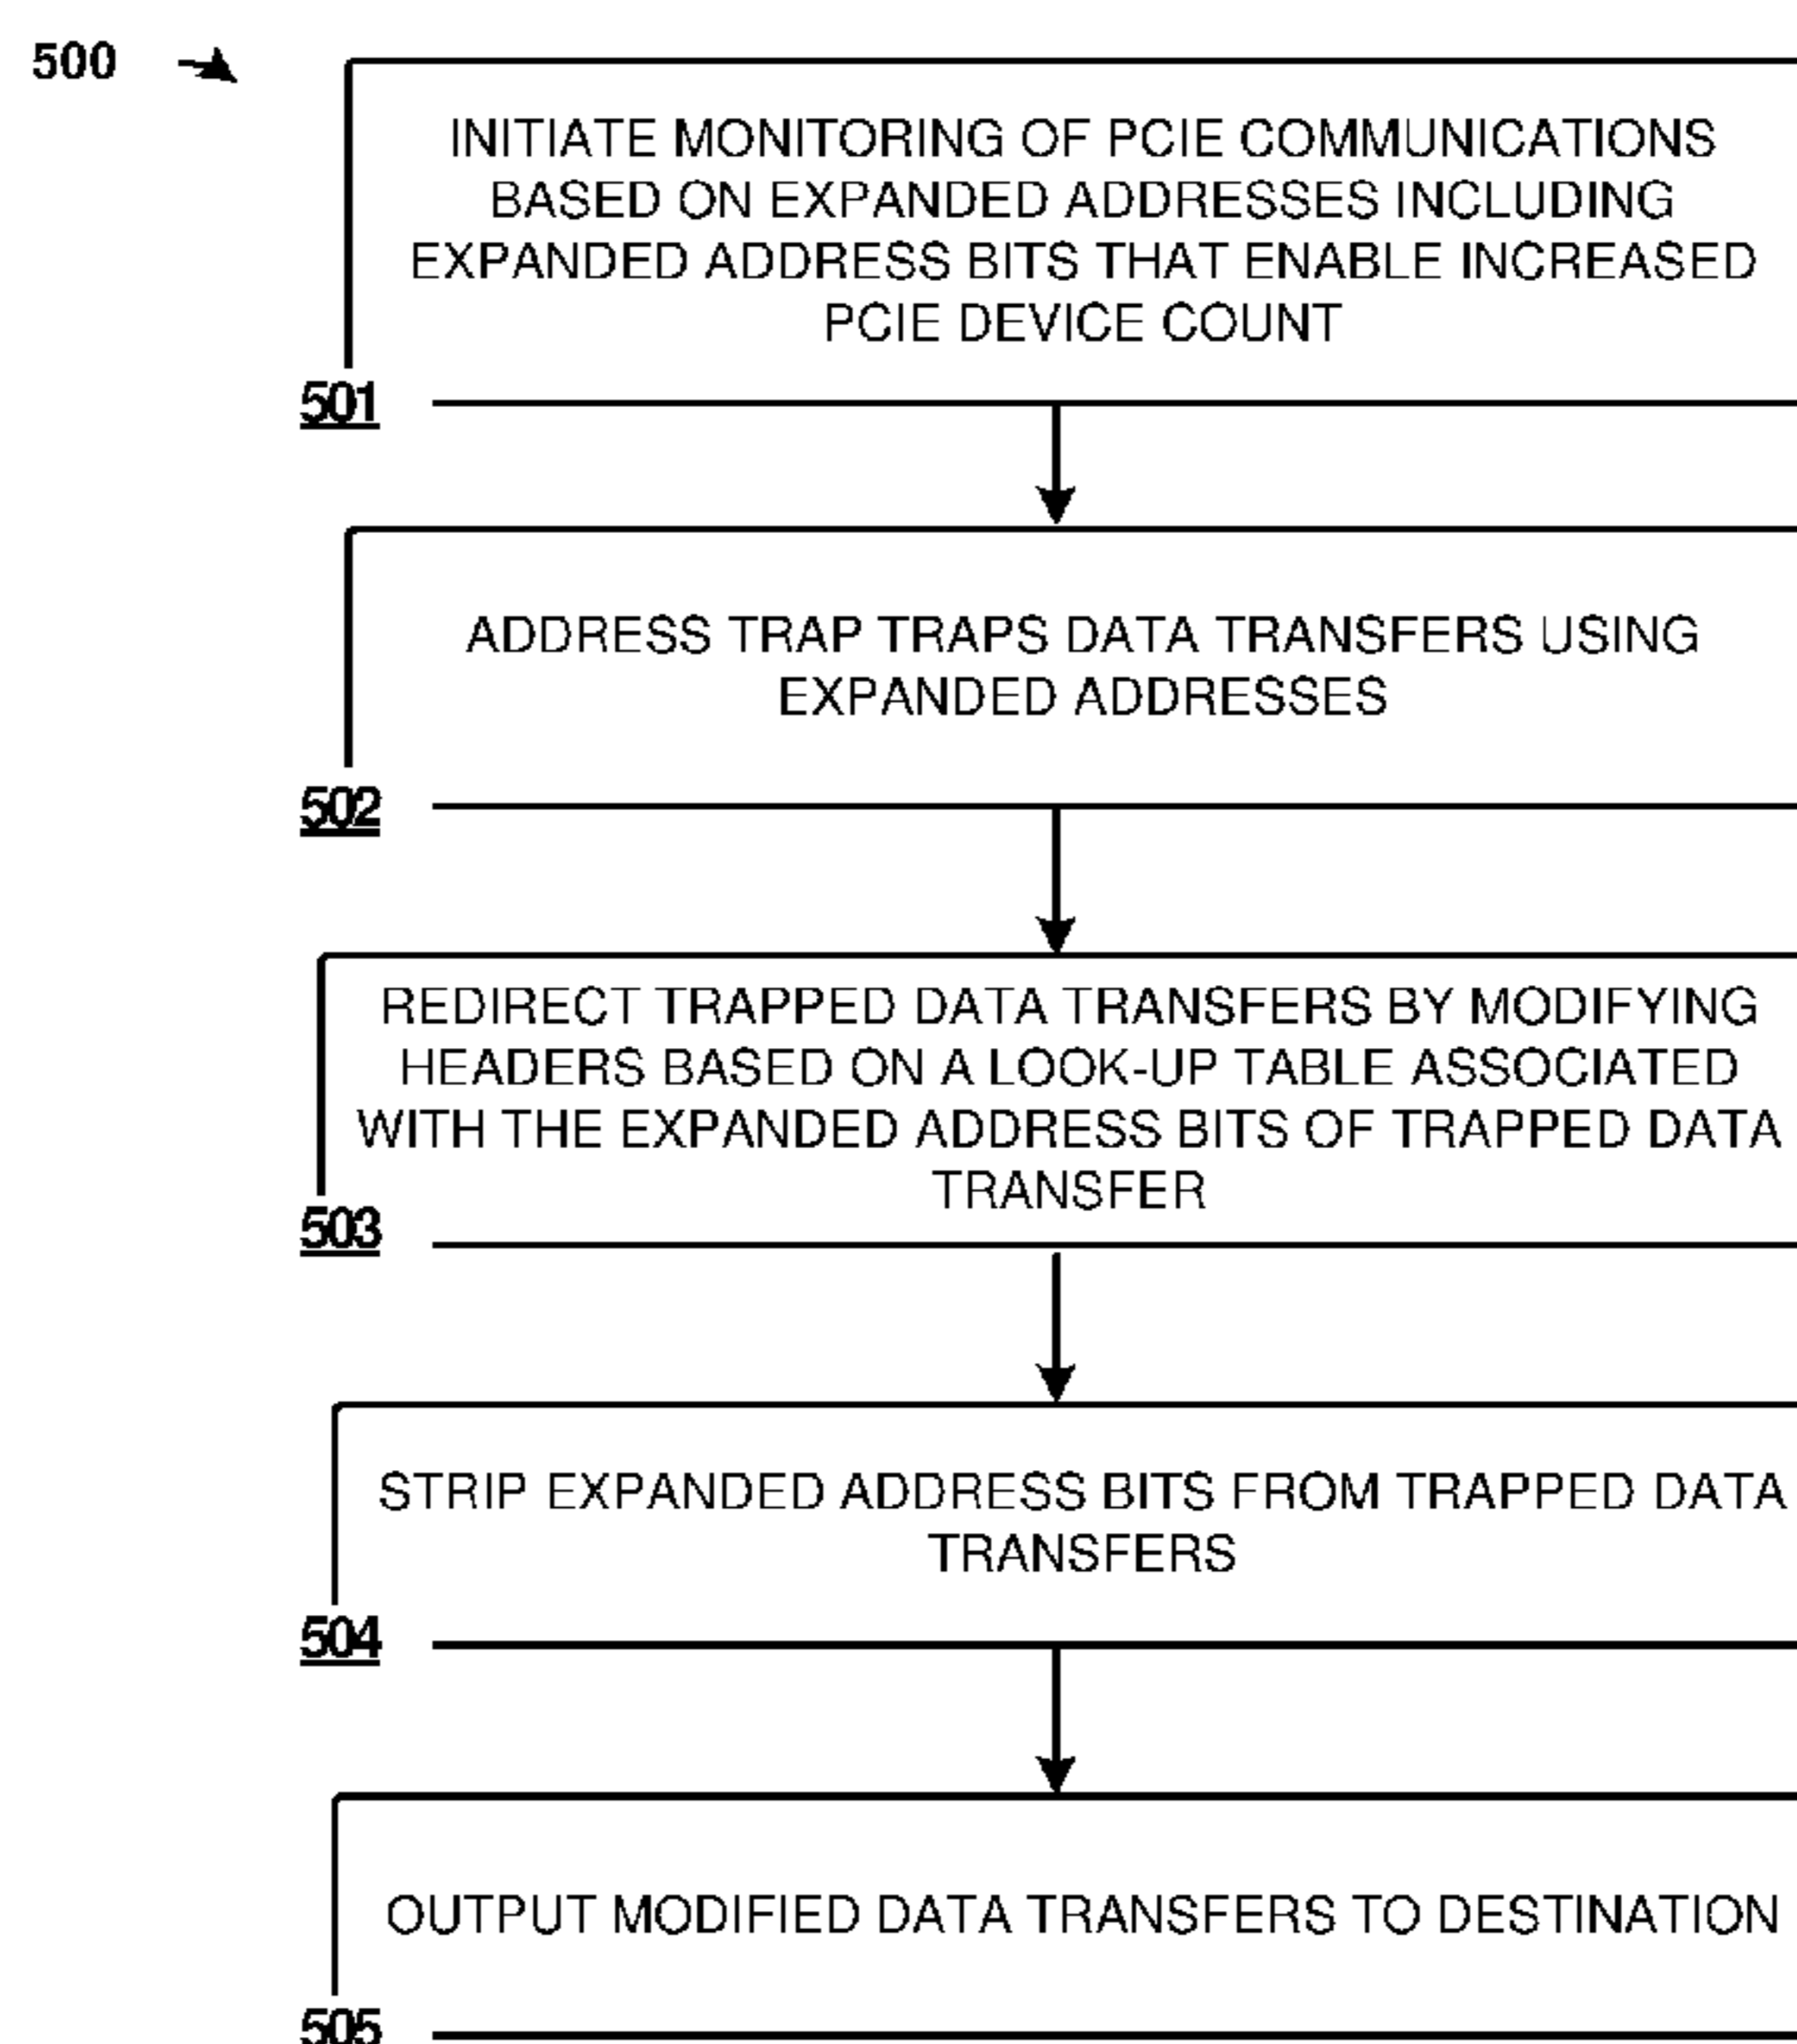 500
INITIATE MONITORING OF PCIE COMMUNICATIONS
BASED ON EXPANDED ADDRESSES INCLUDING
EXPANDED ADDRESS BITS THAT ENABLE INCREASED
PCIE DEVICE COUNT
501
ADDRESS TRAP TRAPS DATA TRANSFERS USING
EXPANDED ADDRESSES
502
REDIRECT TRAPPED DATA TRANSFERS BY MODIFYING
HEADERS BASED ON A LOOK-UP TABLE ASSOCIATED
WITH THE EXPANDED ADDRESS BITS OF TRAPPED DATA
TRANSFER
503
STRIP EXPANDED ADDRESS BITS FROM TRAPPED DATA
TRANSFERS
504
OUTPUT MODIFIED DATA TRANSFERS TO DESTINATION
505